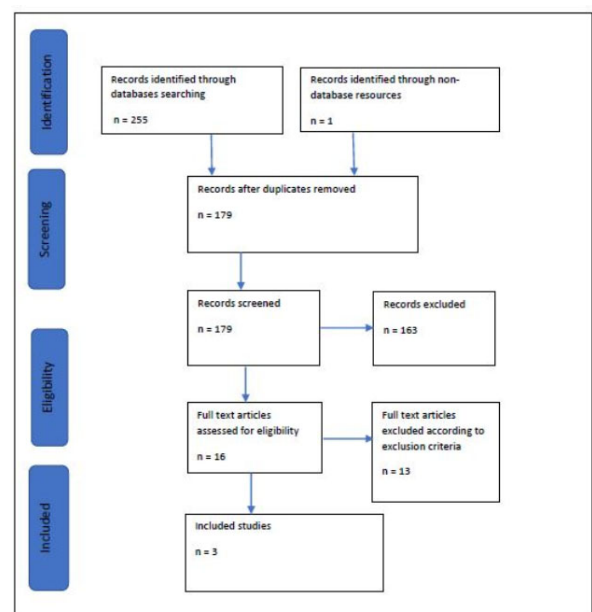 Identification
Records identified through
databases searching
n = 255
Records identified through non-
database resources
n = 1
Screening
Records after duplicates removed
n = 179
Records screened
n = 179
Records excluded
n = 163
Eligibility
Full text articles
assessed for eligibility
n = 16
Full text articles
excluded according to
exclusion criteria
n = 13
Included
Included studies
n = 3